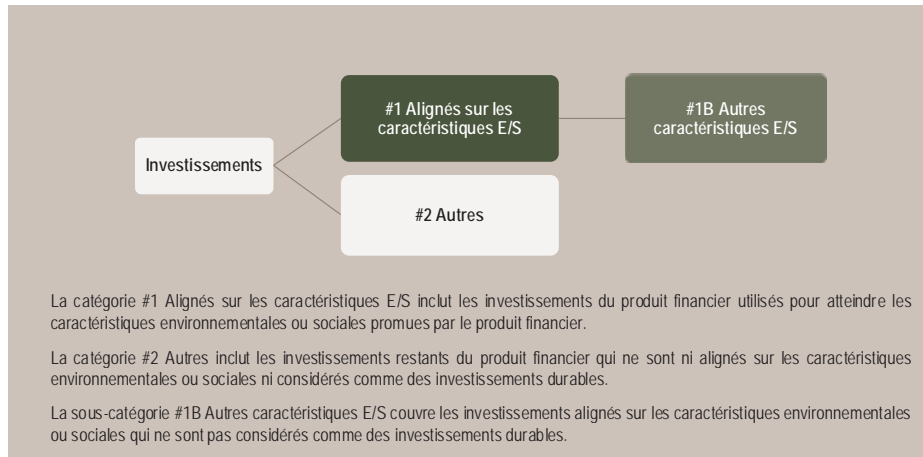 #1 Alignés sur les
caractéristiques E/S
#1B Autres
caractéristiques E/S
Investissements
#2 Autres
La catégorie #1 Alignés sur les caractéristiques E/S inclut les investissements du produit financier utilisés pour atteindre les
caractéristiques environnementales ou sociales promues par le produit financier.
La catégorie #2 Autres inclut les investissements restants du produit financier qui ne sont ni alignés sur les caractéristiques
environnementales ou sociales ni considérés comme des investissements durables.
La sous-catégorie #1B Autres caractéristiques E/S couvre les investissements alignés sur les caractéristiques environnementales
ou sociales qui ne sont pas considérés comme des investissements durables.